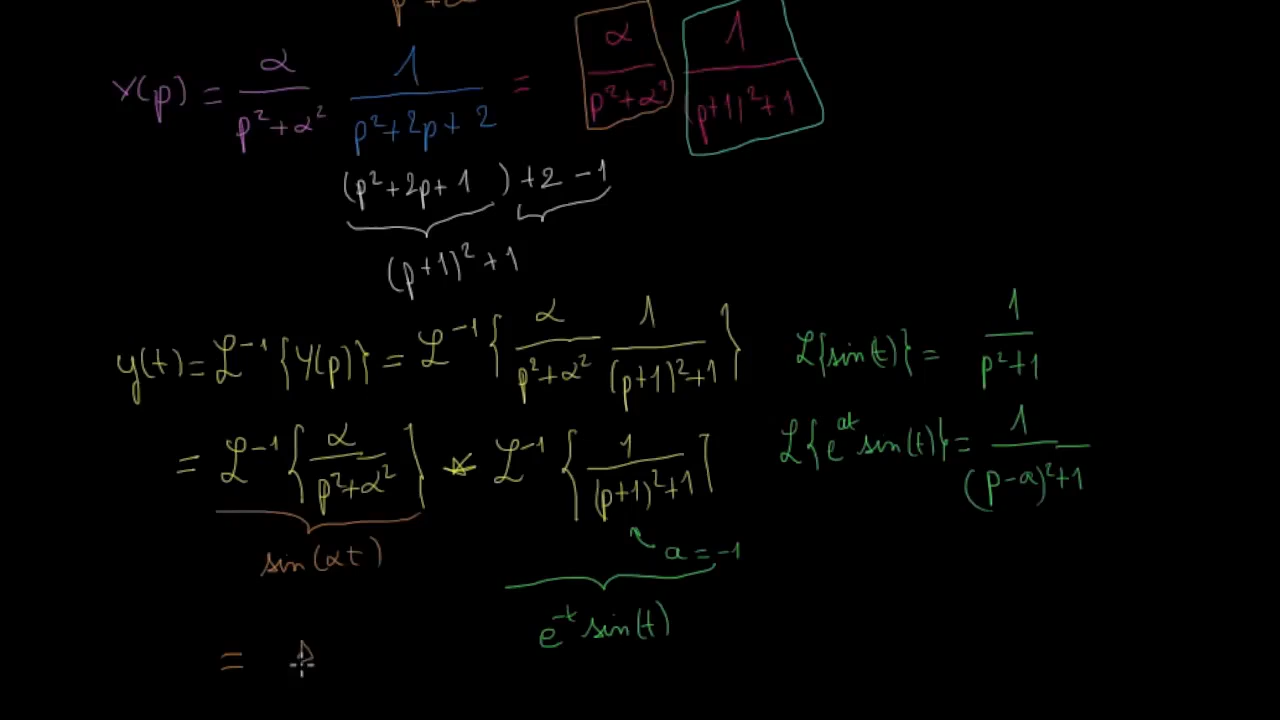 p²+α
Y(p) = α/(p²+α²) 1/(p²+2p+2) = α/(p²+α²) 1/(p+1)²+1
(p²+2p+1 ) +2 -1
(p+1)²+1
y(t) = ℒ⁻¹{Y(p)} = ℒ⁻¹{α/(p²+α²) 1/((p+1)²+1)}
ℒ{sin(t)} = 1/(p²+1)
= ℒ⁻¹{α/(p²+α²)} * ℒ⁻¹{1/((p+1)²+1)}
ℒ{e^{at} sin(t)} = 1/((p-a)²+1)
a = -1
sin(αt)
e^{-t} sin(t)
=